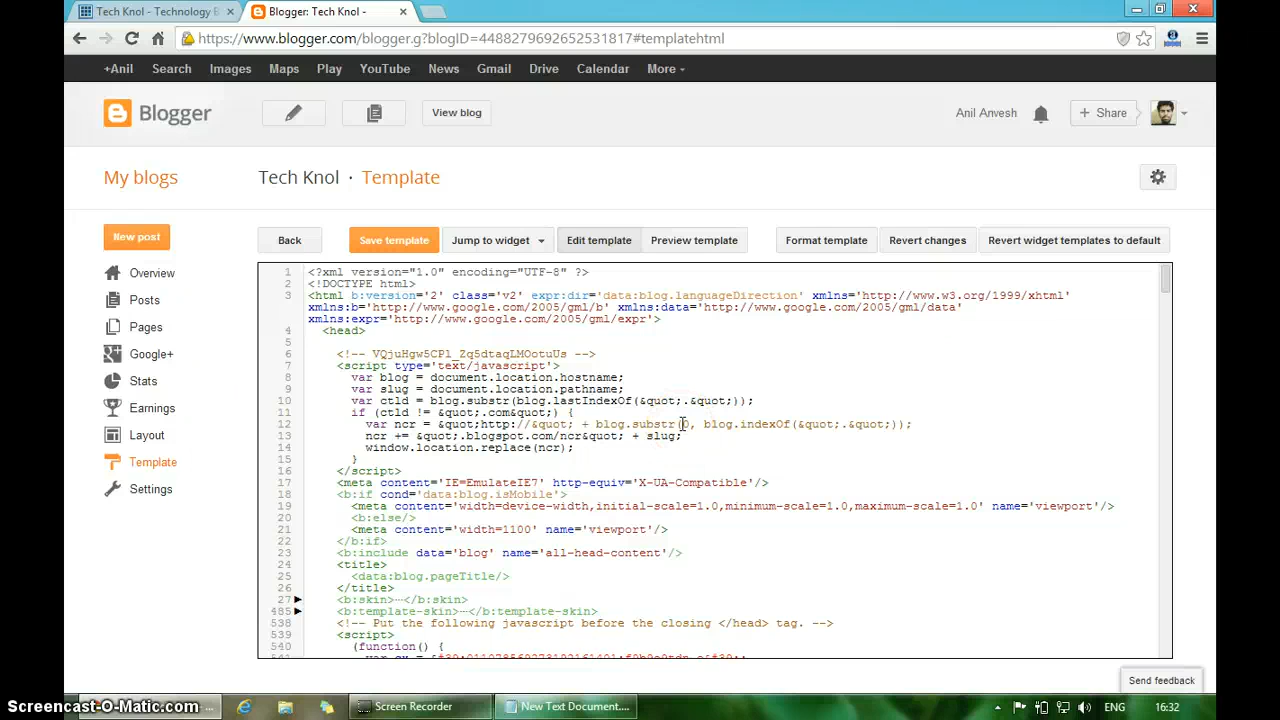 Tech Knol - Technology B
Blogger: Tech Knol -
https://www.blogger.com/blogger.g?blogID=4488279692652531817#templatehtml
+Anil Search Images Maps Play YouTube News Gmail Drive Calendar More
Blogger View blog Anil Anvesh + Share
My blogs Tech Knol · Template
New post Back Save template Jump to widget Edit template Preview template Format template Revert changes Revert widget templates to default
Overview
Posts
Pages
Google+
Stats
Earnings
Layout
Template
Settings
1 <?xml version="1.0" encoding="UTF-8" ?>
2 <!DOCTYPE html>
3 <html b:version='2' class='v2' expr:dir='data:blog.languageDirection' xmlns='http://www.w3.org/1999/xhtml'
xmlns:b='http://www.google.com/2005/gml/b' xmlns:data='http://www.google.com/2005/gml/data'
xmlns:expr='http://www.google.com/2005/gml/expr'>
4 <head>
5
6 <!-- VQjuHgw5CPl_Zq5dtaqLMOotuUs -->
7 <script type='text/javascript'>
8 var blog = document.location.hostname;
9 var slug = document.location.pathname;
10 var ctld = blog.substr(blog.lastIndexOf(&quot;.&quot;));
11 if (ctld != &quot;.com&quot;) {
12 var ncr = &quot;http://&quot; + blog.substr(0, blog.indexOf(&quot;.&quot;));
13 ncr += &quot;.blogspot.com/ncr&quot; + slug;
14 window.location.replace(ncr);
15 }
16 </script>
17 <meta content='IE=EmulateIE7' http-equiv='X-UA-Compatible'/>
18 <b:if cond='data:blog.isMobile'>
19 <meta content='width=device-width,initial-scale=1.0,minimum-scale=1.0,maximum-scale=1.0' name='viewport'/>
20 <b:else/>
21 <meta content='width=1100' name='viewport'/>
22 </b:if>
23 <b:include data='blog' name='all-head-content'/>
24 <title>
25 <data:blog.pageTitle/>
26 </title>
27 <b:skin>···</b:skin>
485 <b:template-skin>···</b:template-skin>
538 <!-- Put the following javascript before the closing </head> tag. -->
539 <script>
540 (function() {
Send feedback
Screencast-O-Matic.com ... Screen Recorder New Text Document.... ENG 16:32